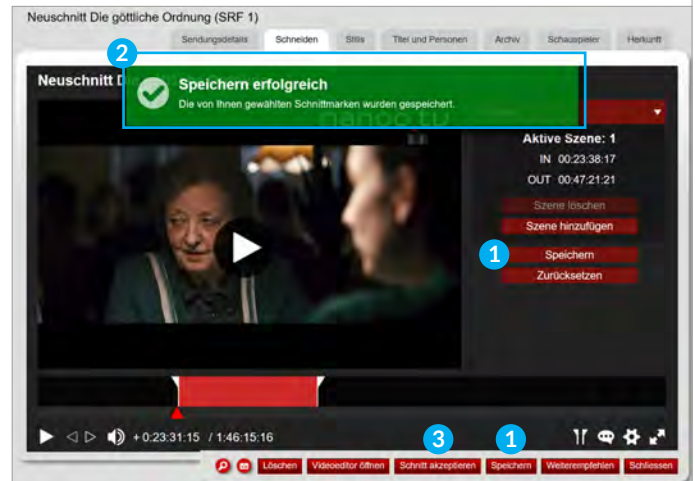 Neuschnitt Die göttliche Ordnung (SRF 1)
Sendungsdetails Schneiden Stills Titel und Personen Archiv Schauspieler Herkunft
2
Neuschnitt
Speichern erfolgreich
Die von Ihnen gewählten Schnittmarken wurden gespeichert.
nanoo tv
Aktive Szene: 1
IN 00:23:38:17
OUT 00:47:21:21
Szene löschen
Szene hinzufügen
1 Speichern
Zurücksetzen
+0:23:31:15 / 1:46:15:16
3 1
Löschen Videoeditor öffnen Schnitt akzeptieren Speichern Weiterempfehlen Schliessen